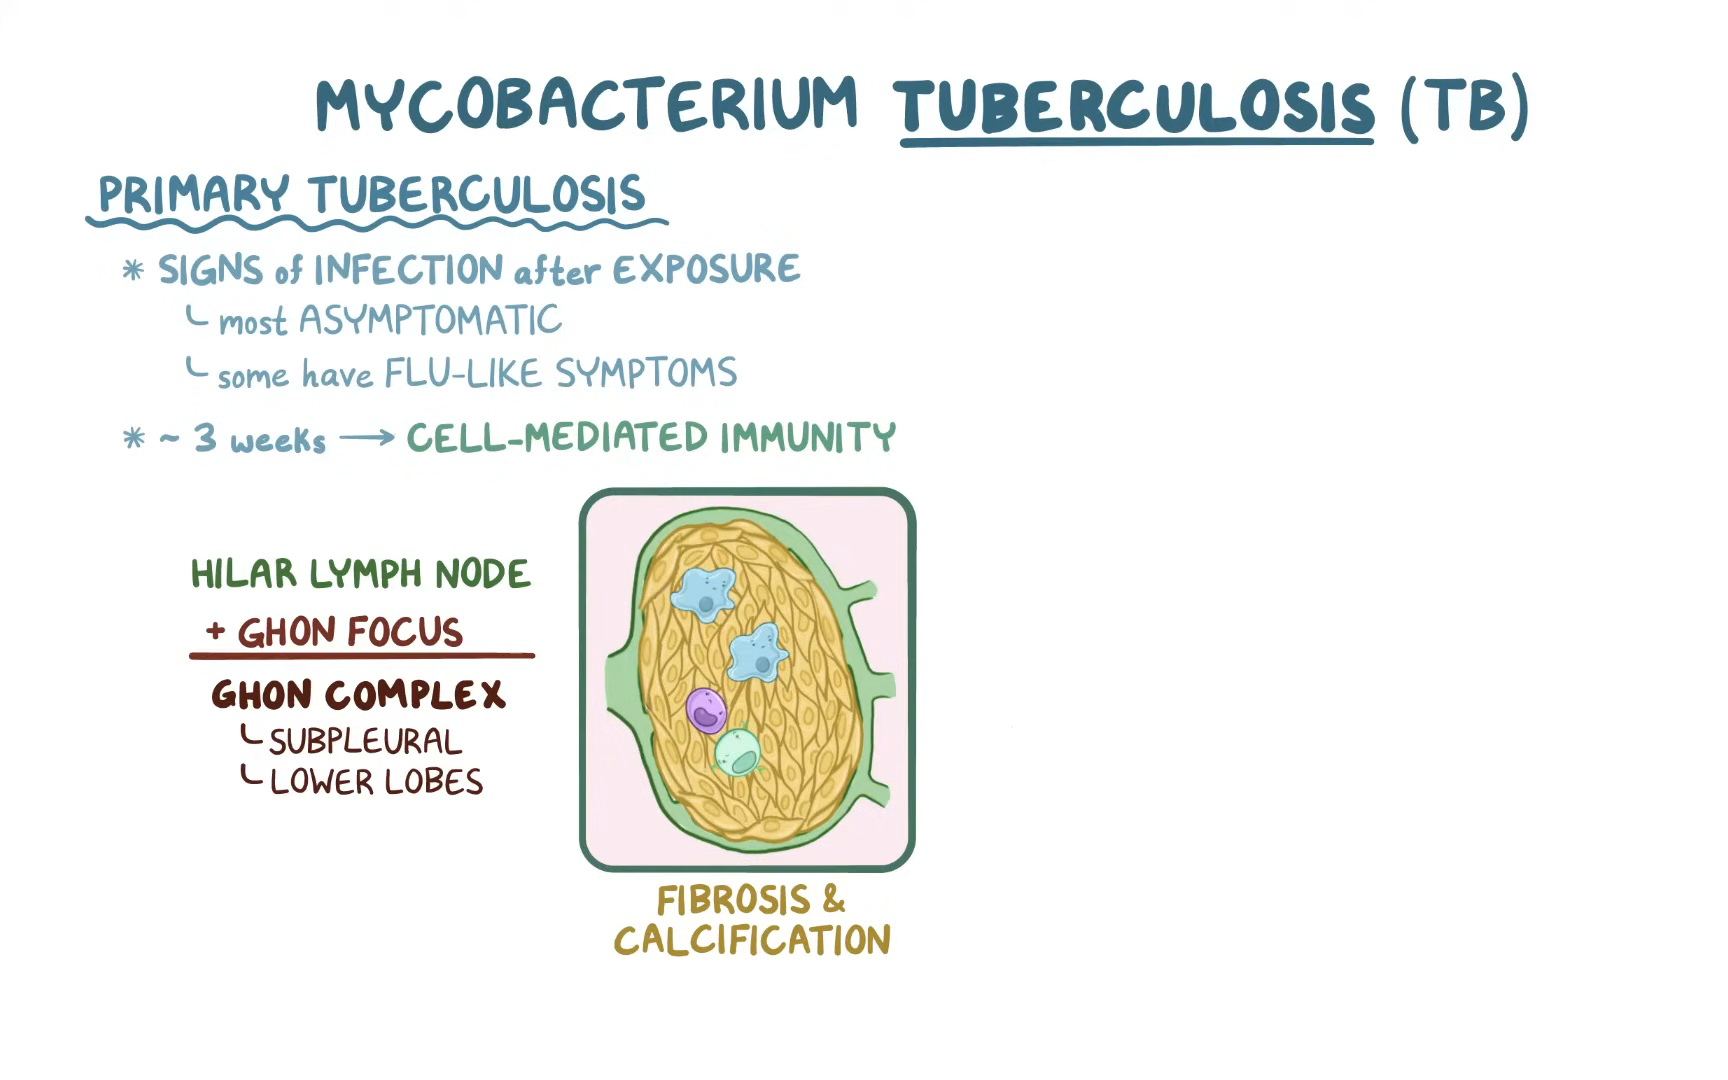 MYCOBACTERIUM TUBERCULOSIS (TB)
PRIMARY TUBERCULOSIS
* SIGNS of INFECTION after EXPOSURE
most ASYMPTOMATIC
some have FLU-LIKE SYMPTOMS
* ~ 3 weeks → CELL-MEDIATED IMMUNITY
HILAR LYMPH NODE
+ GHON FOCUS
GHON COMPLEX
SUBPLEURAL
LOWER LOBES
FIBROSIS &
CALCIFICATION